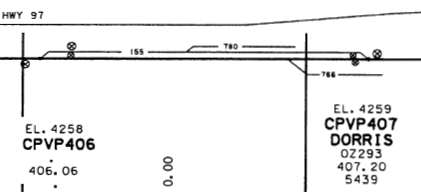 HWY 97
155
780
766
EL. 4258
CPVP406
406.06
0.00
EL. 4259
CPVP407
DORRIS
OZ293
407.20
5439